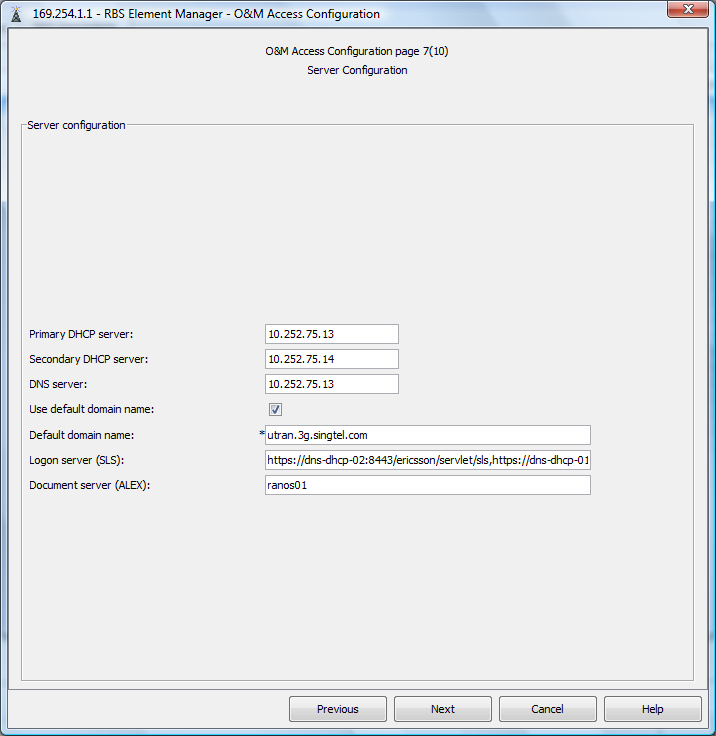 169.254.1.1 - RBS Element Manager - O&M Access Configuration
O&M Access Configuration page 7(10)
Server Configuration
Server configuration
Primary DHCP server: 10.252.75.13
Secondary DHCP server: 10.252.75.14
DNS server: 10.252.75.13
Use default domain name:
Default domain name: *utran.3g.singtel.com
Logon server (SLS): https://dns-dhcp-02:8443/ericsson/servlet/sls,https://dns-dhcp-01
Document server (ALEX): ranos01
Previous Next Cancel Help